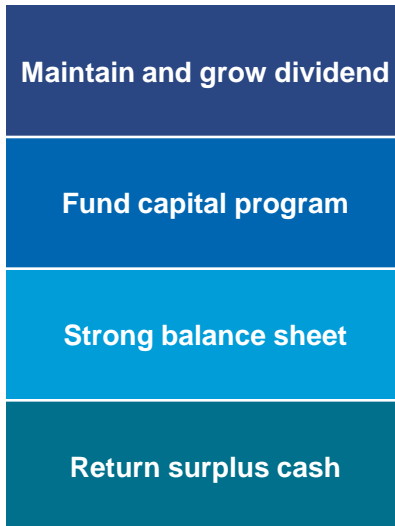 Maintain and grow dividend
Fund capital program
Strong balance sheet
Return surplus cash